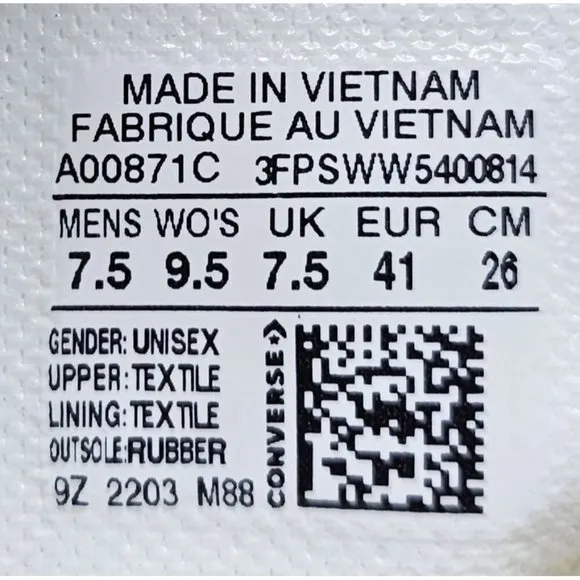 MADE IN VIETNAM
FABRIQUE AU VIETNAM
A00871C 3FPSWW5400814
MENS WO'S UK EUR CM
7.5 9.5 7.5 41 26
GENDER: UNISEX
UPPER: TEXTILE
LINING: TEXTILE
OUTSOLE: RUBBER
9Z 2203 M88
CONVERSE